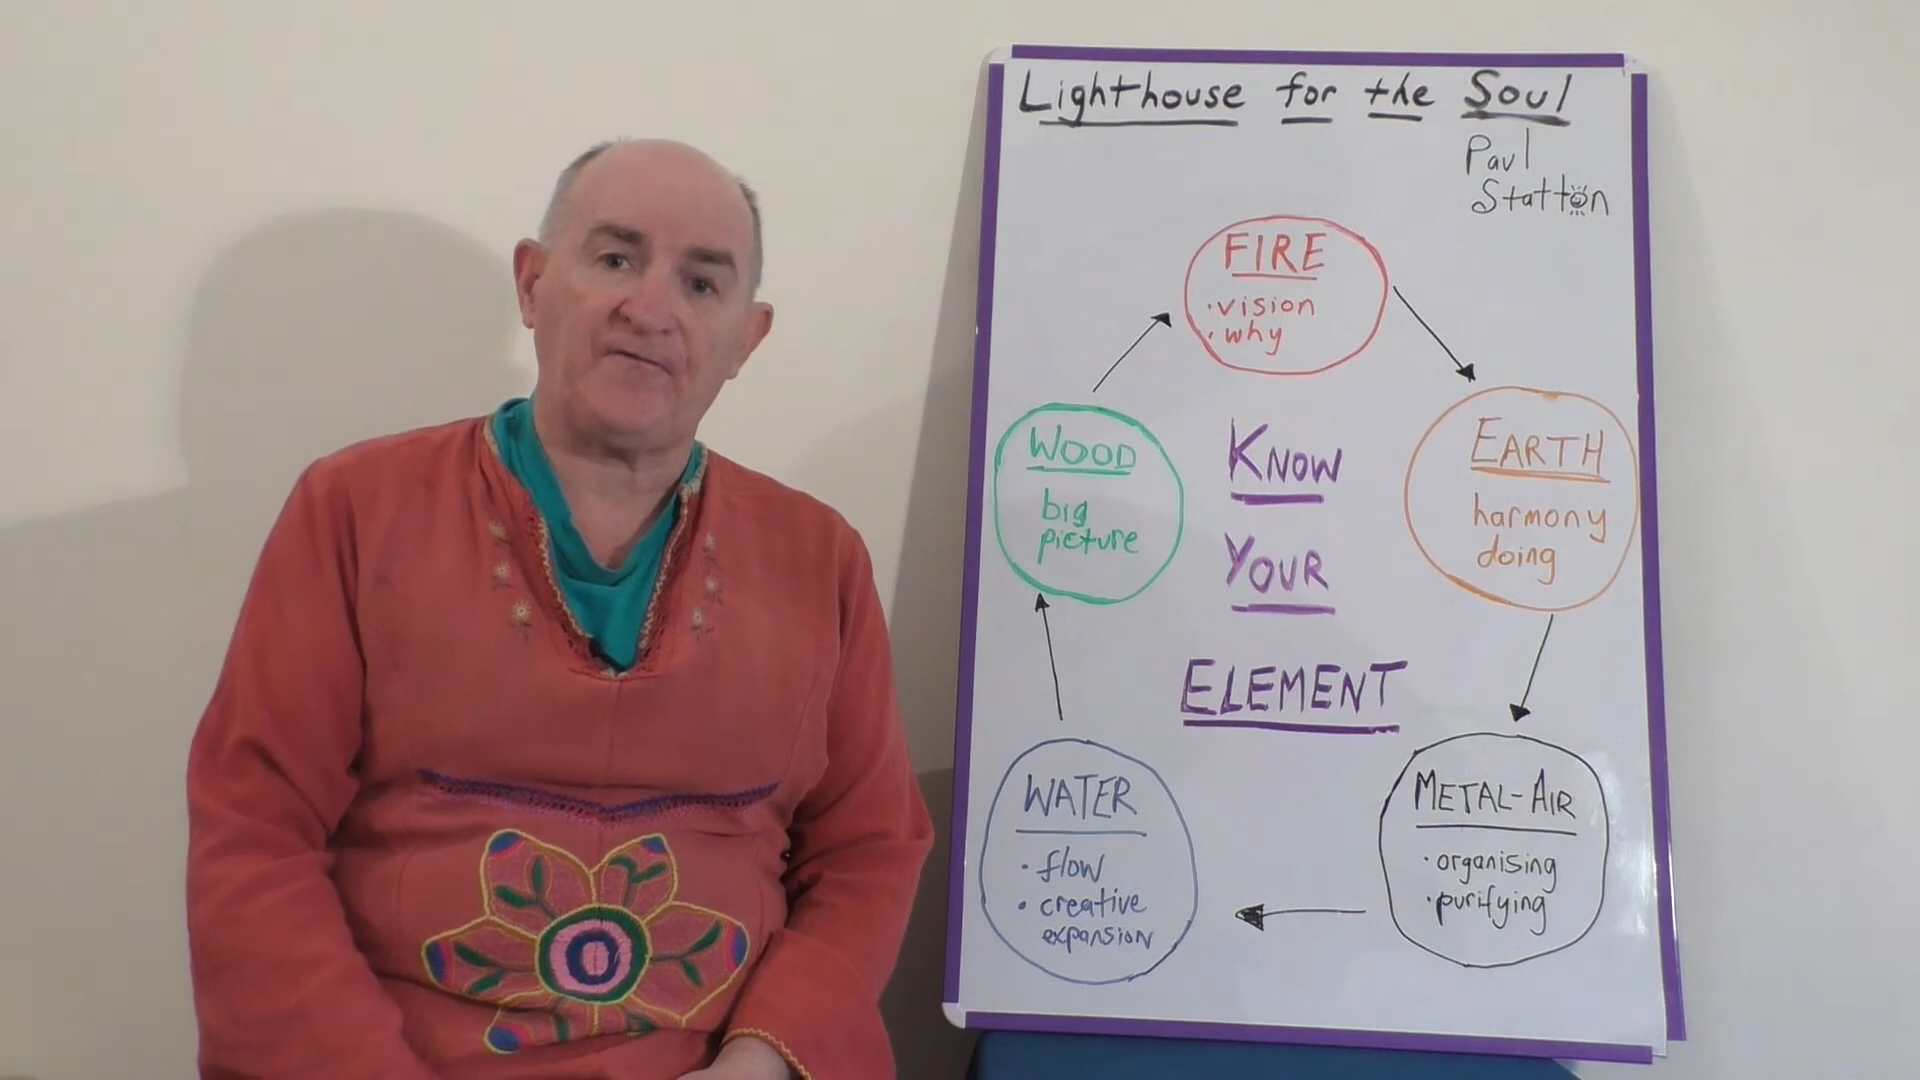 Lighthouse for the Soul
Paul
Statton
FIRE
· vision
· why
WOOD
big
picture
KNOW
YOUR
ELEMENT
EARTH
harmony
doing
WATER
· flow
· creative
expansion
METAL-AIR
· organising
· purifying